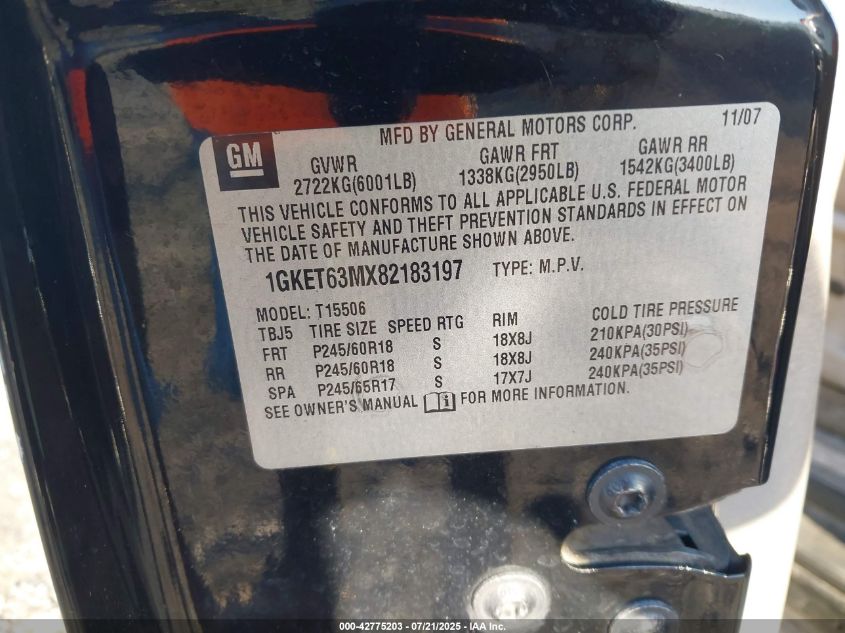 MFD BY GENERAL MOTORS CORP. 11/07
GM
GVWR GAWR FRT GAWR RR
2722KG(6001LB) 1338KG(2950LB) 1542KG(3400LB)
THIS VEHICLE CONFORMS TO ALL APPLICABLE U.S. FEDERAL MOTOR
VEHICLE SAFETY AND THEFT PREVENTION STANDARDS IN EFFECT ON
THE DATE OF MANUFACTURE SHOWN ABOVE.
1GKET63MX82183197 TYPE: M.P.V.
MODEL: T15506
TBJ5 TIRE SIZE SPEED RTG RIM COLD TIRE PRESSURE
FRT P245/60R18 S 18X8J 210KPA(30PSI)
RR P245/60R18 S 18X8J 240KPA(35PSI)
SPA P245/65R17 S 17X7J 240KPA(35PSI)
SEE OWNER'S MANUAL FOR MORE INFORMATION.
000-42775203 - 07/21/2025 - IAA Inc.